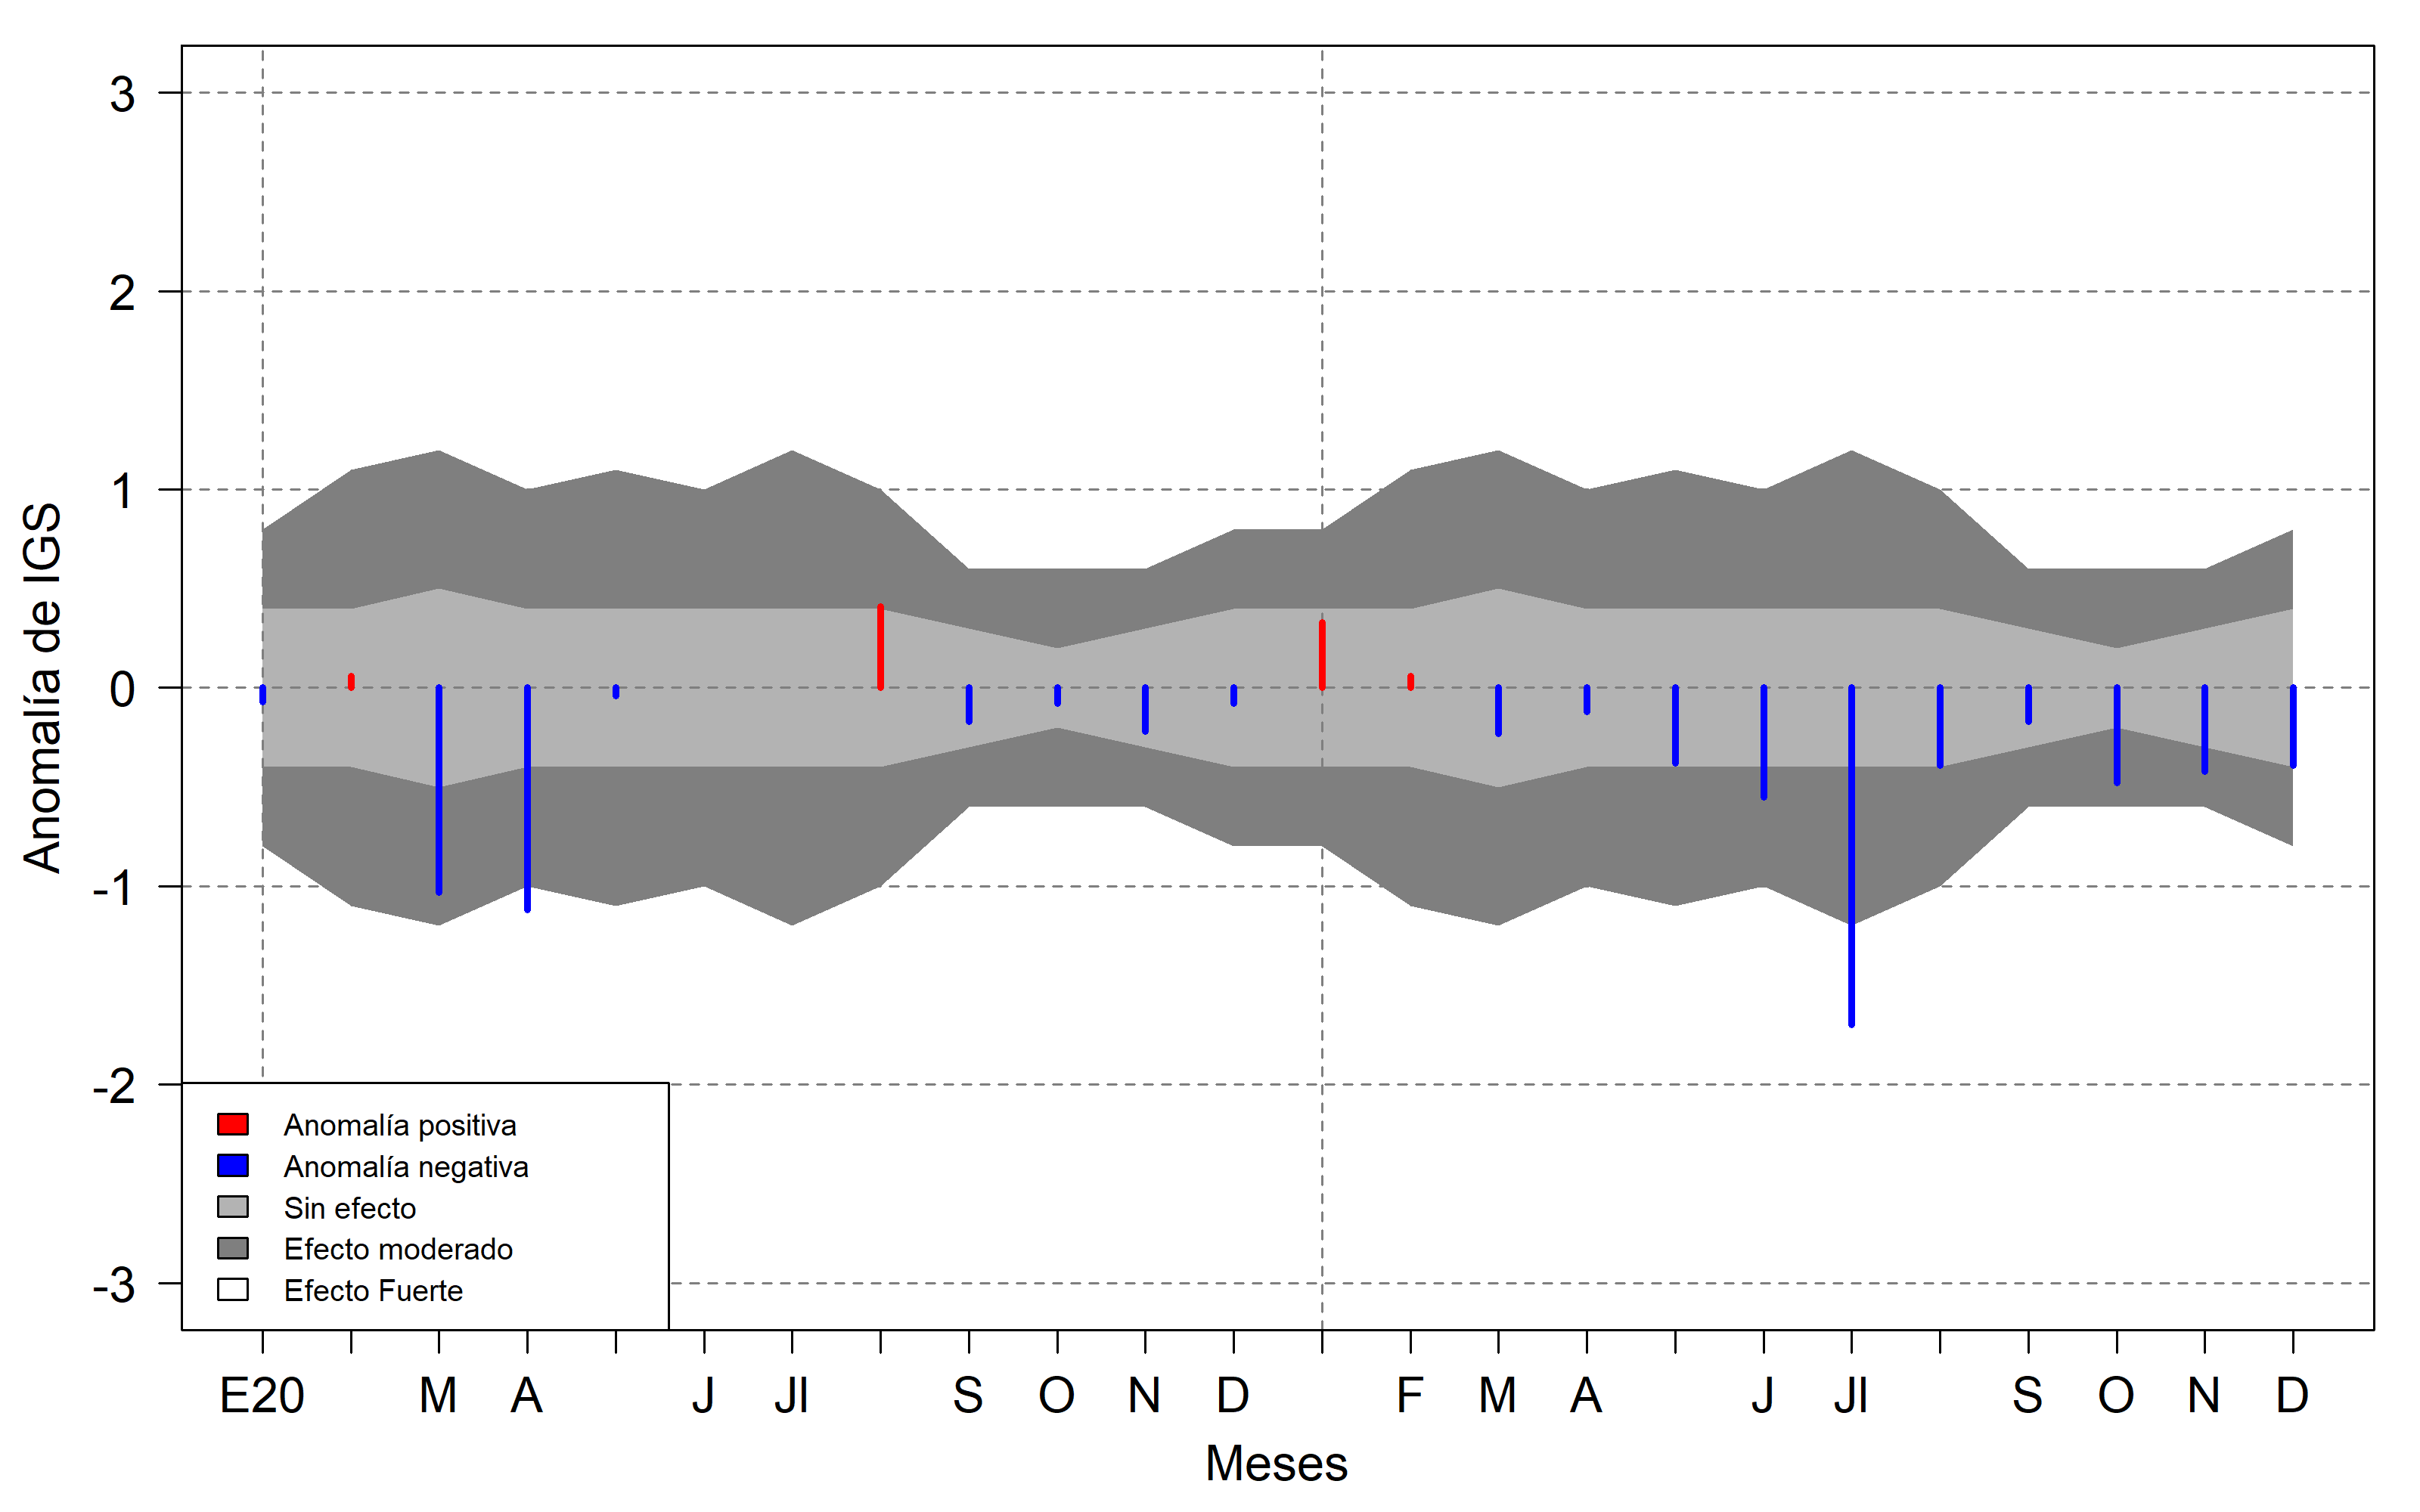 3
2
1
0
-1
-2
-3
Anomalía de IGS
Anomalía positiva
Anomalía negativa
Sin efecto
Efecto moderado
Efecto Fuerte
E20 M A J Jl S O N D F M A J Jl S O N D
Meses